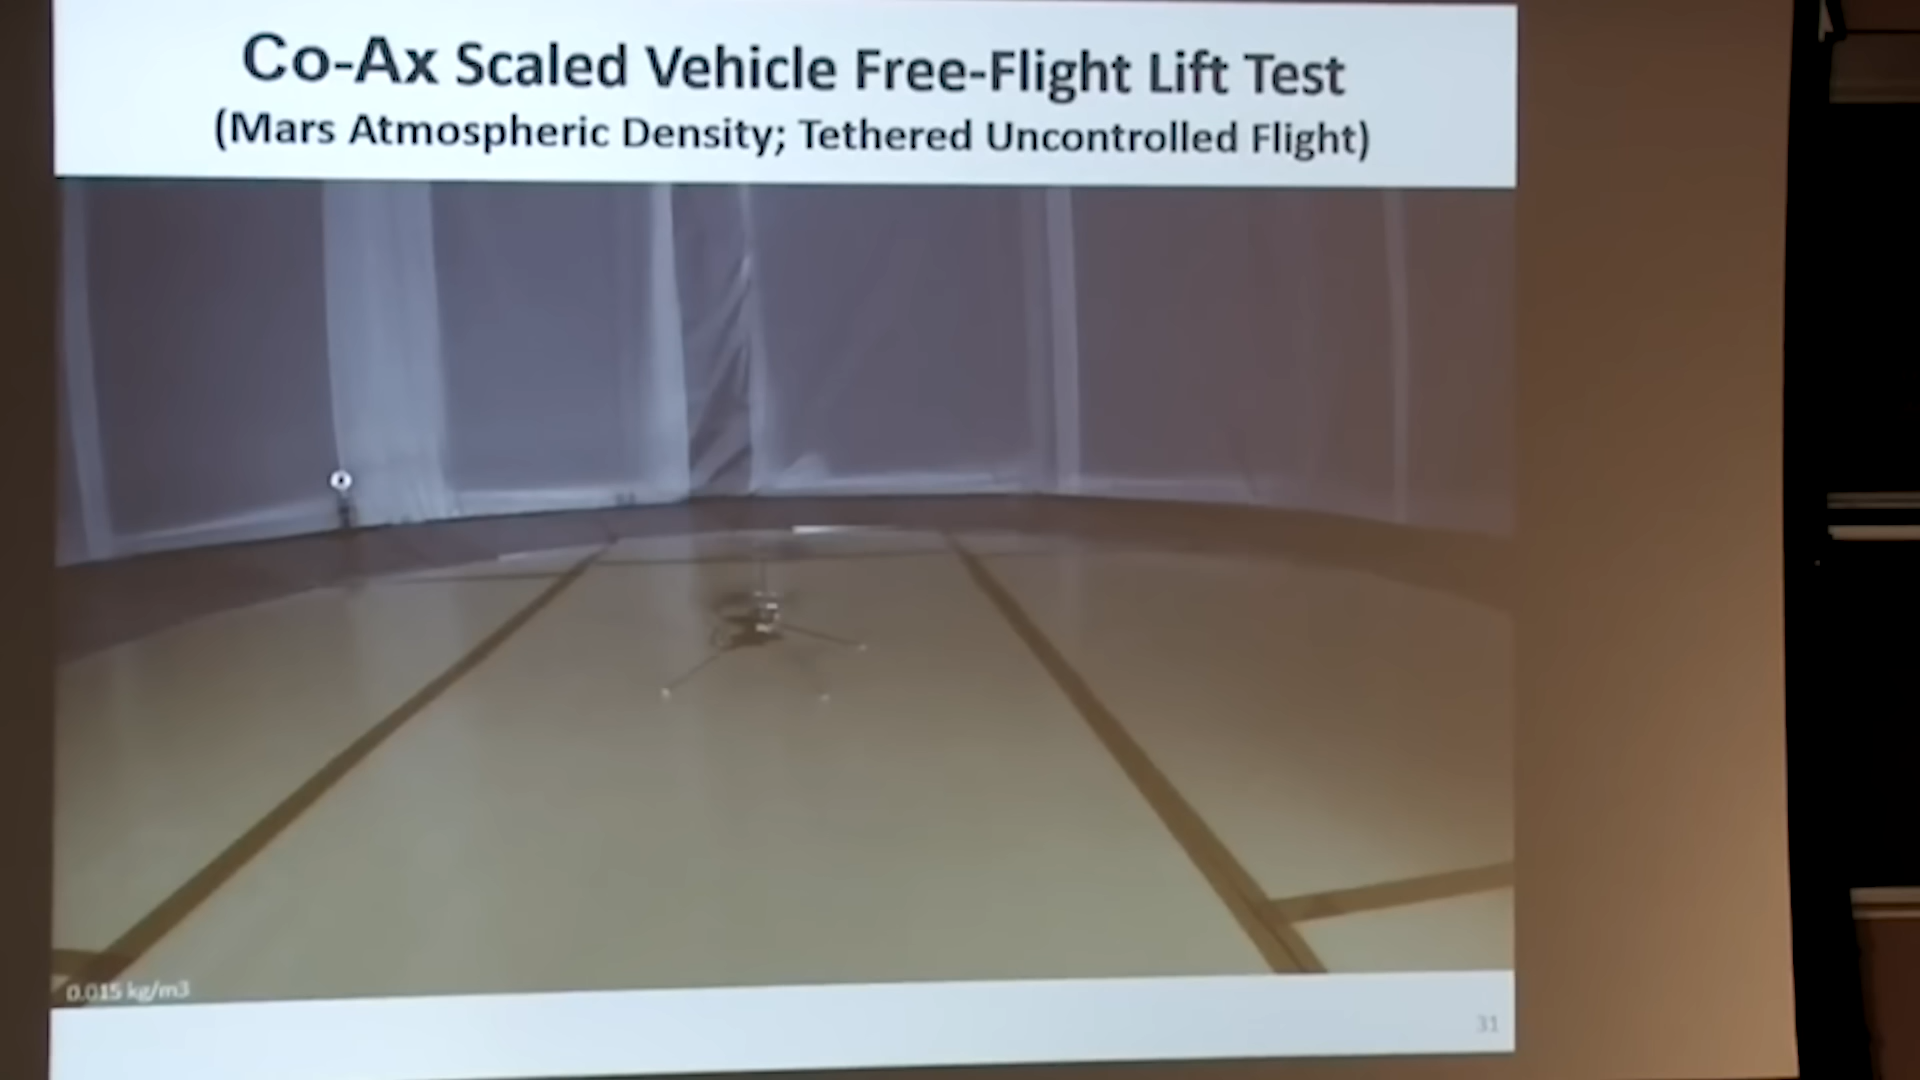 Co-Ax Scaled Vehicle Free-Flight Lift Test
(Mars Atmospheric Density; Tethered Uncontrolled Flight)
0.015 kg/m3
31